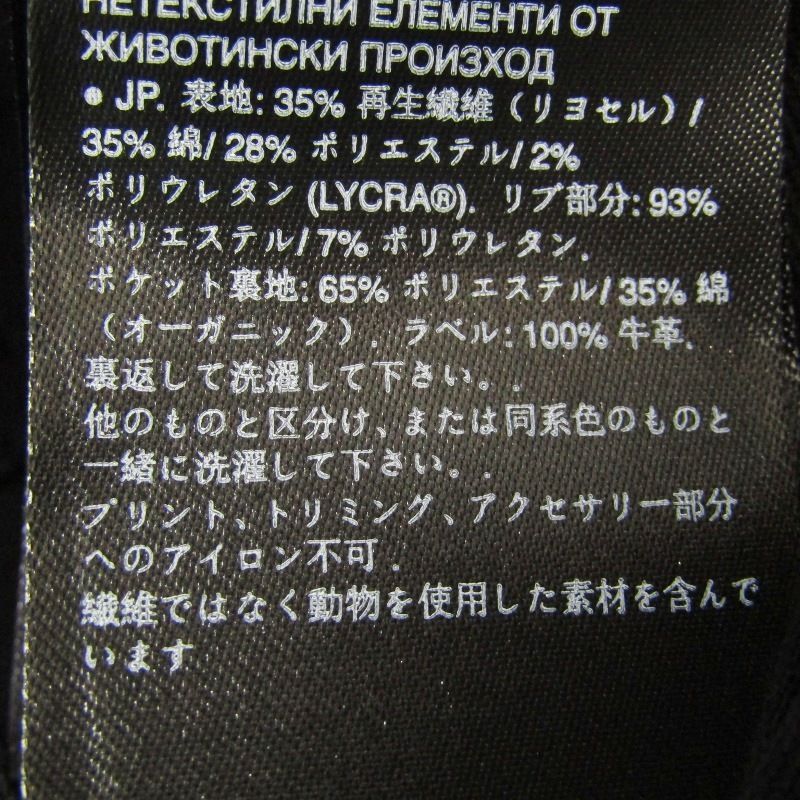 НЕТЕКСТИЛНИ ЕЛЕМЕНТИ ОТ
ЖИВОТИНСКИ ПРОИЗХОД
● JP. 表地: 35% 再生繊維 (リヨセル) /
35% 綿/ 28% ポリエステル/ 2%
ポリウレタン (LYCRA®). リブ部分: 93%
ポリエステル/ 7% ポリウレタン.
ポケット裏地: 65% ポリエステル/ 35% 綿
(オーガニック) . ラベル: 100% 牛革.
裏返して洗濯して下さい。.
他のものと区分け、または同系色のものと
一緒に洗濯して下さい。.
プリント、トリミング、アクセサリー部分
へのアイロン不可 .
繊維ではなく動物を使用した素材を含んで
います